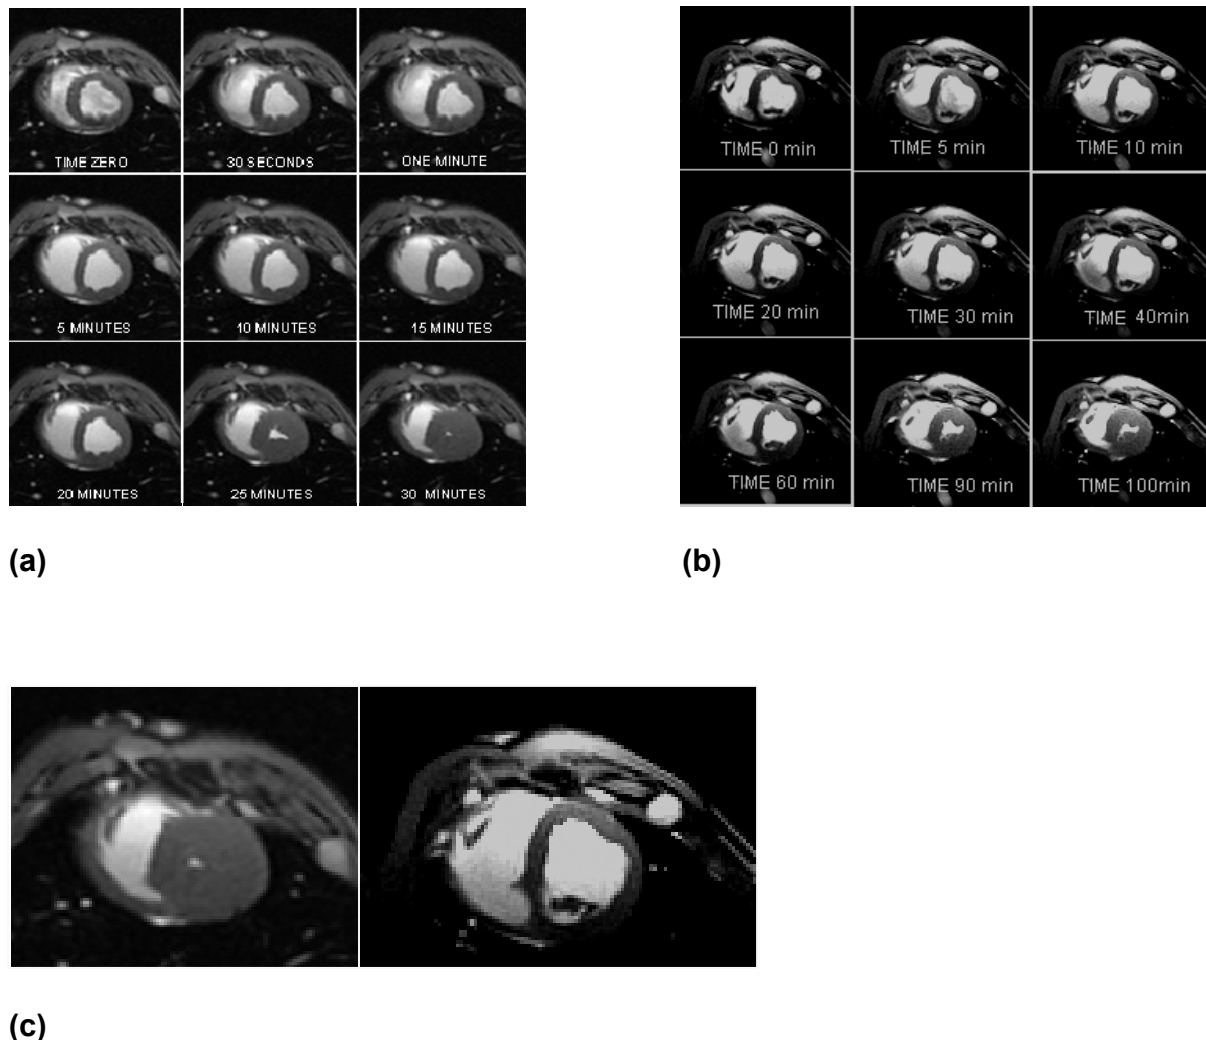 TIME ZERO
30 SECONDS
ONE MINUTE
5 MINUTES
10 MINUTES
15 MINUTES
20 MINUTES
25 MINUTES
30 MINUTES
(a)
TIME 0 min
TIME 5 min
TIME 10 min
TIME 20 min
TIME 30 min
TIME 40min
TIME 60 min
TIME 90 min
TIME 100min
(b)
(c)